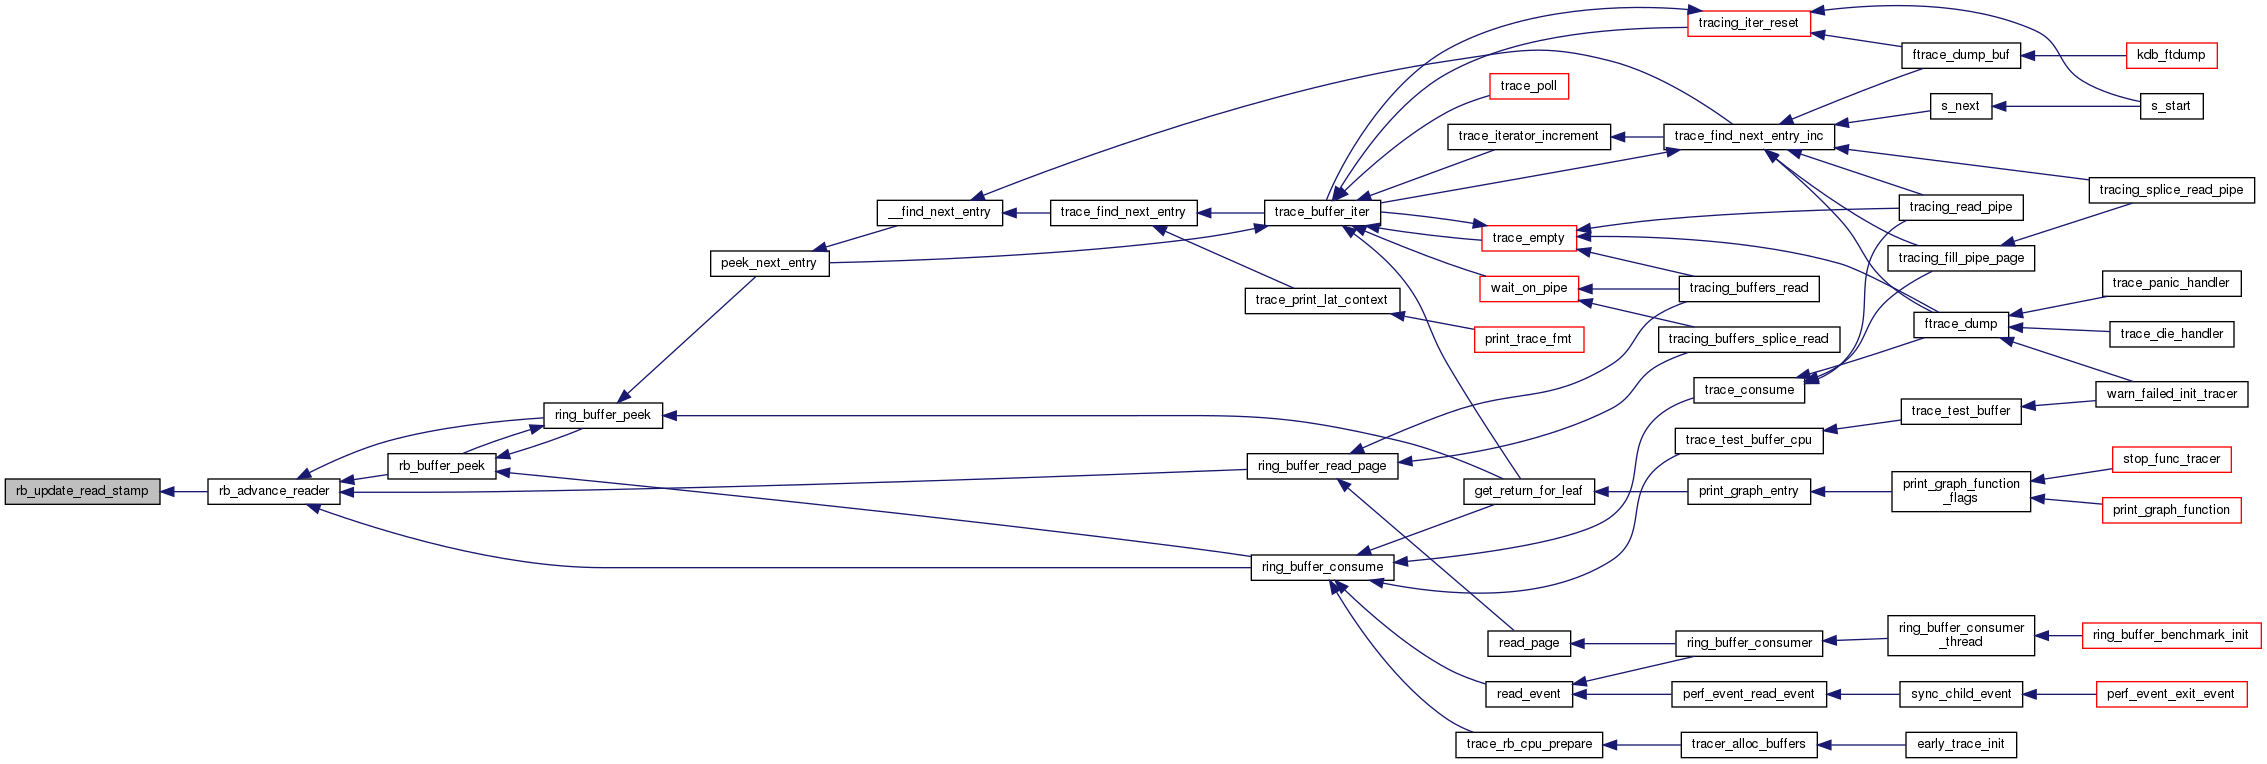 tracing_iter_reset
ftrace_dump_buf
kdb_ftdump
trace_poll
s_next
s_start
trace_iterator_increment
trace_find_next_entry_inc
tracing_splice_read_pipe
__find_next_entry
trace_find_next_entry
trace_buffer_iter
tracing_read_pipe
trace_empty
peek_next_entry
tracing_fill_pipe_page
wait_on_pipe
tracing_buffers_read
trace_panic_handler
trace_print_lat_context
ftrace_dump
trace_die_handler
print_trace_fmt
tracing_buffers_splice_read
trace_consume
warn_failed_init_tracer
ring_buffer_peek
trace_test_buffer
trace_test_buffer_cpu
rb_buffer_peek
ring_buffer_read_page
stop_func_tracer
rb_update_read_stamp
rb_advance_reader
get_return_for_leaf
print_graph_entry
print_graph_function
_flags
print_graph_function
ring_buffer_consume
read_page
ring_buffer_consumer
ring_buffer_consumer
_thread
ring_buffer_benchmark_init
read_event
perf_event_read_event
sync_child_event
perf_event_exit_event
trace_rb_cpu_prepare
tracer_alloc_buffers
early_trace_init